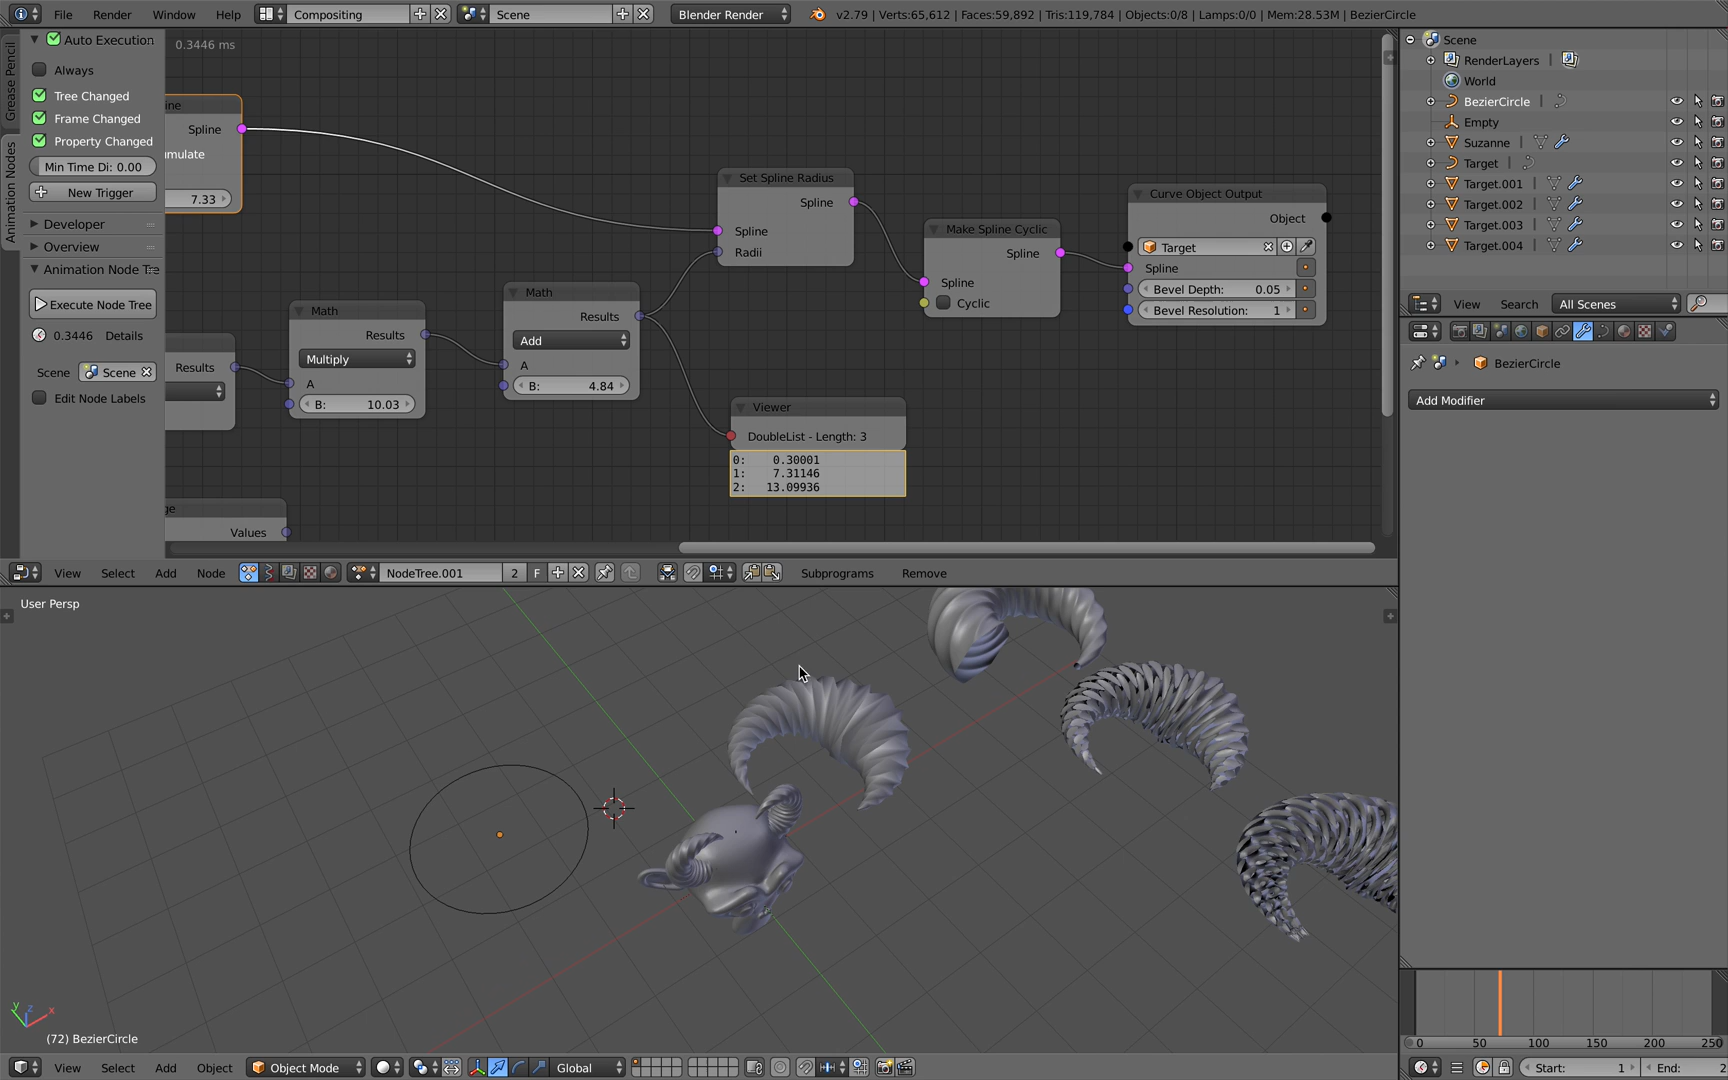 File Render Window Help Compositing Scene Blender Render v2.79 | Verts:65,612 | Faces:59,892 | Tris:119,784 | Objects:0/8 | Lamps:0/0 | Mem:28.53M | BezierCircle
Grease Pencil
Animation Nodes
Auto Execution
Always
Tree Changed
Frame Changed
Property Changed
Min Time Di: 0.00
New Trigger
Developer
Overview
Animation Node Tre
Execute Node Tree
0.3446 Details
Scene Scene
Edit Node Labels
0.3446 ms
ine
Spline
umulate
7.33
Results
ge
Values
Math
Results
Multiply
A
B: 10.03
Math
Results
Add
A
B: 4.84
Set Spline Radius
Spline
Spline
Radii
Viewer
DoubleList - Length: 3
0: 0.30001
1: 7.31146
2: 13.09936
Make Spline Cyclic
Spline
Spline
Cyclic
Curve Object Output
Object
Target
Spline
Bevel Depth: 0.05
Bevel Resolution: 1
View Select Add Node NodeTree.001 2 F Subprograms Remove
User Persp
y z x
(72) BezierCircle
View Select Add Object Object Mode Global
Scene
RenderLayers |
World
BezierCircle |
Empty
Suzanne |
Target |
Target.001 |
Target.002 |
Target.003 |
Target.004 |
View Search All Scenes
BezierCircle
Add Modifier
0 50 100 150 200 250
Start: 1 End: 2